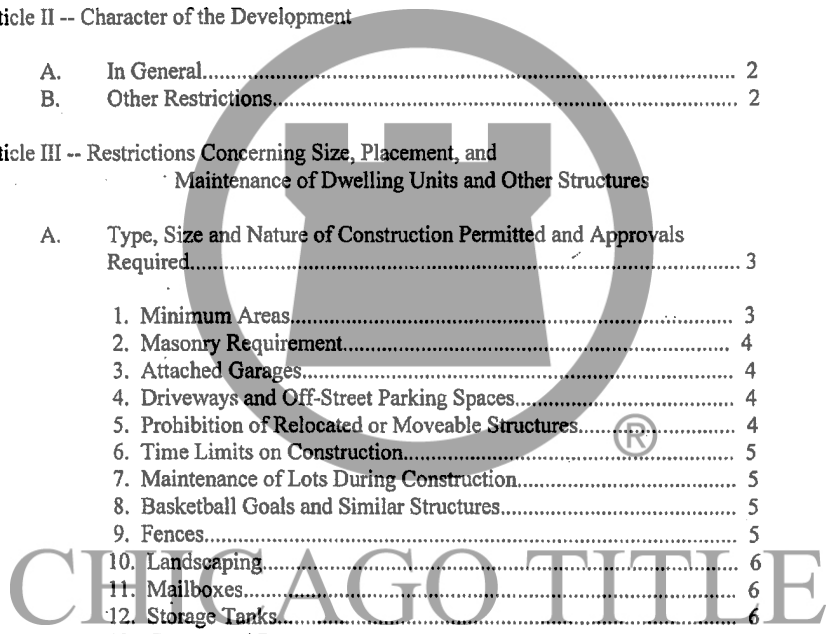 ticle II -- Character of the Development
A. In General.......................................................................................................... 2
B. Other Restrictions............................................................................................ 2
ticle III -- Restrictions Concerning Size, Placement, and
Maintenance of Dwelling Units and Other Structures
A. Type, Size and Nature of Construction Permitted and Approvals
Required.............................................................................................................. 3
1. Minimum Areas........................................................................................ 3
2. Masonry Requirement.............................................................................. 4
3. Attached Garages...................................................................................... 4
4. Driveways and Off-Street Parking Spaces................................................ 4
5. Prohibition of Relocated or Moveable Structures.................................... 4
6. Time Limits on Construction.................................................................... 5
7. Maintenance of Lots During Construction............................................... 5
8. Basketball Goals and Similar Structures.................................................. 5
9. Fences........................................................................................................ 5
10. Landscaping............................................................................................. 6
11. Mailboxes................................................................................................. 6
12. Storage Tanks........................................................................................... 6
®
CHICAGO TITLE